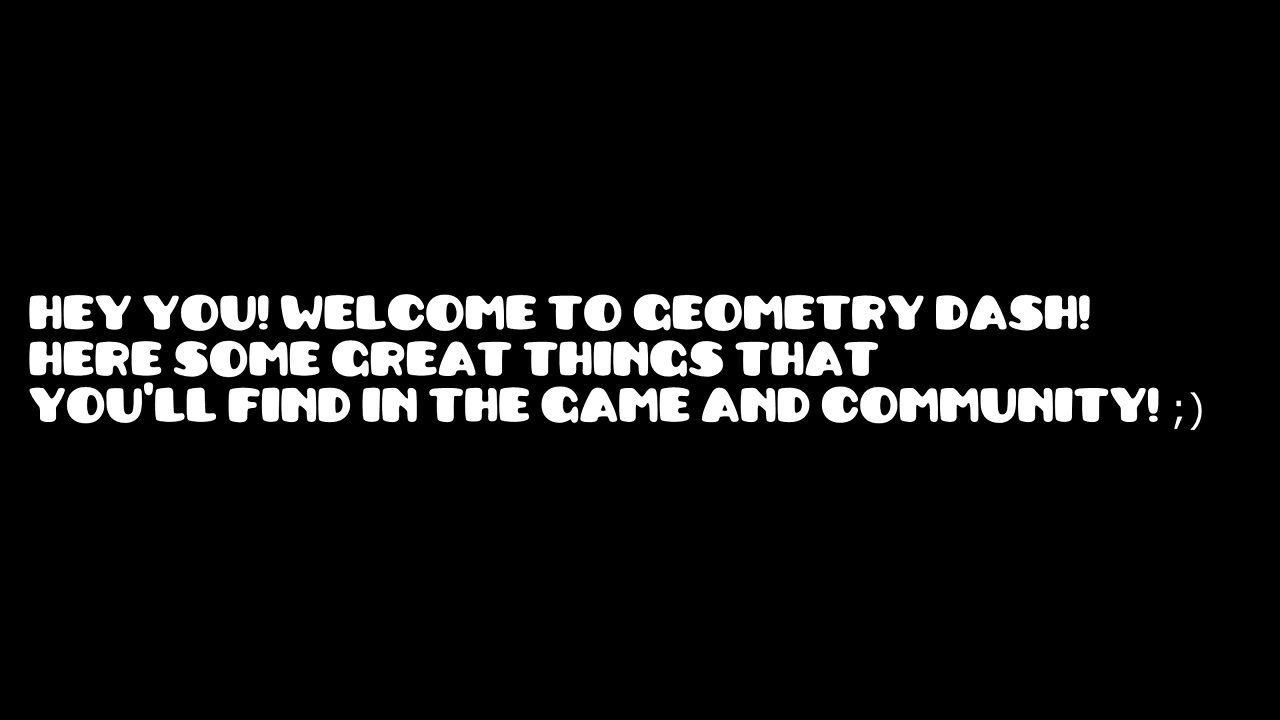 HEY YOU! WELCOME TO GEOMETRY DASH!
HERE SOME GREAT THINGS THAT
YOU'LL FIND IN THE GAME AND COMMUNITY! ;)